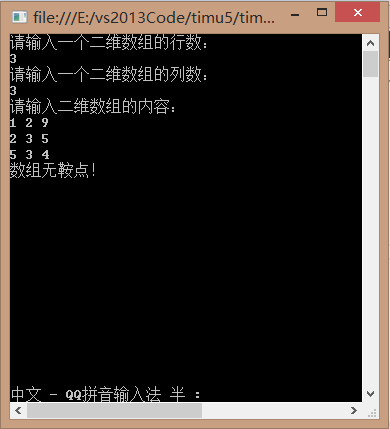 file:///E:/vs2013Code/timu5/tim...
请输入一个二维数组的行数:
3
请输入一个二维数组的列数:
3
请输入二维数组的内容:
1 2 9
2 3 5
5 3 4
数组无鞍点!
中文 - QQ拼音输入法 半 :